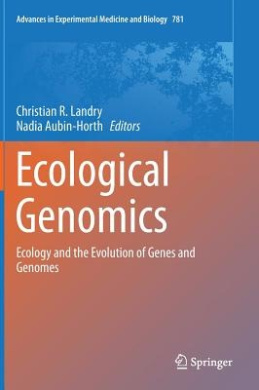 Advances in Experimental Medicine and Biology 781
Christian R. Landry
Nadia Aubin-Horth Editors
Ecological
Genomics
Ecology and the Evolution of Genes and
Genomes
Springer